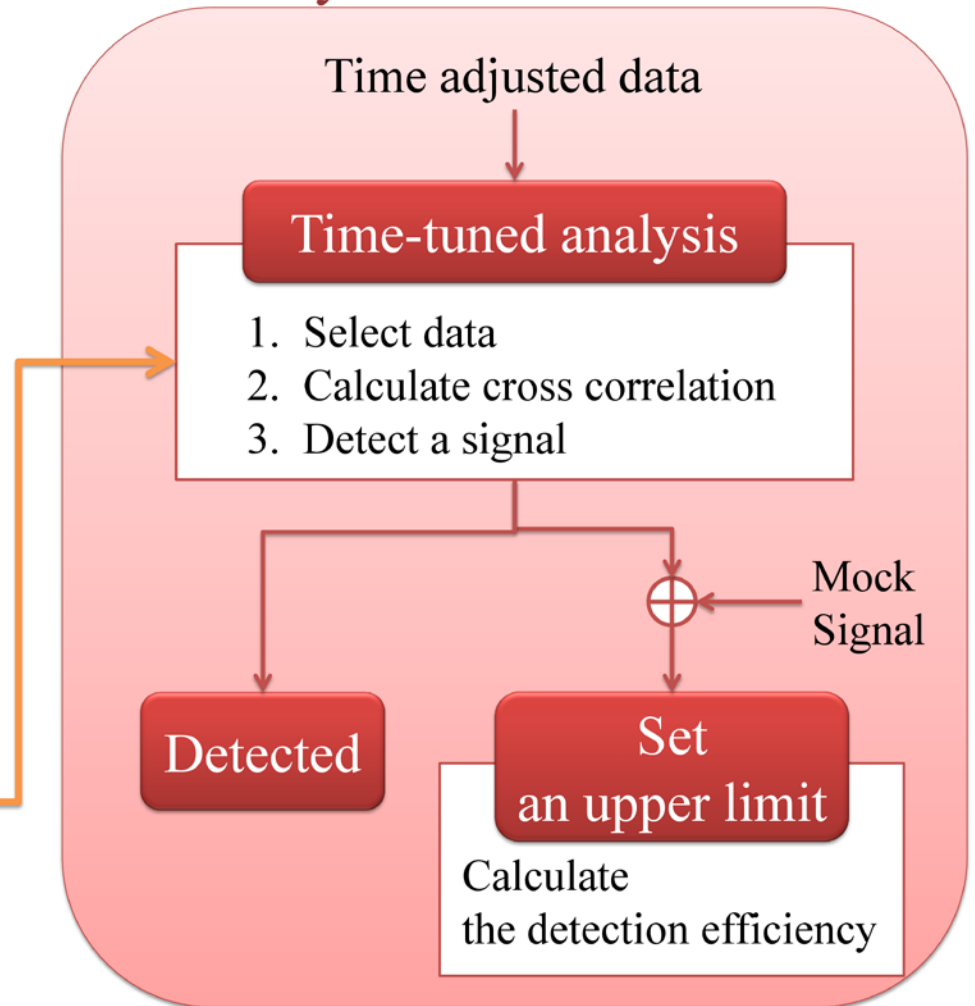 Time adjusted data
Time-tuned analysis
1. Select data
2. Calculate cross correlation
3. Detect a signal
Mock
Signal
Detected
Set
an upper limit
Calculate
the detection efficiency